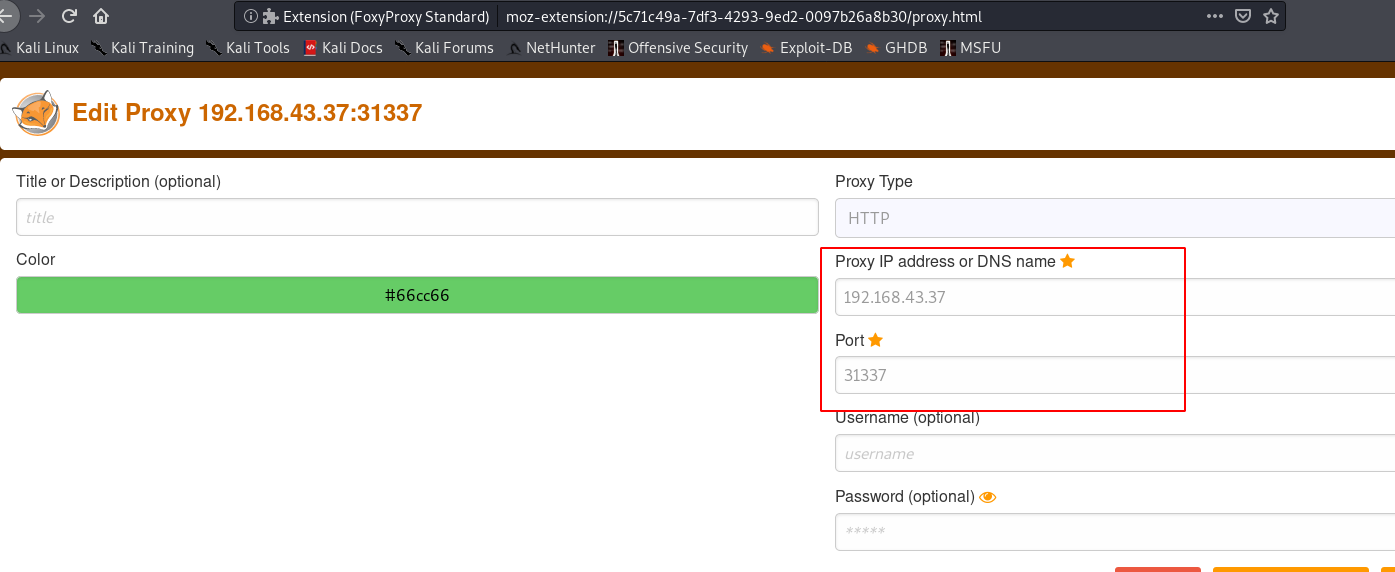 Extension (FoxyProxy Standard) moz-extension://5c71c49a-7df3-4293-9ed2-0097b26a8b30/proxy.html
Kali Linux Kali Training Kali Tools Kali Docs Kali Forums NetHunter Offensive Security Exploit-DB GHDB MSFU
Edit Proxy 192.168.43.37:31337
Title or Description (optional)
title
Color
#66cc66
Proxy Type
HTTP
Proxy IP address or DNS name
192.168.43.37
Port
31337
Username (optional)
username
Password (optional)
*****